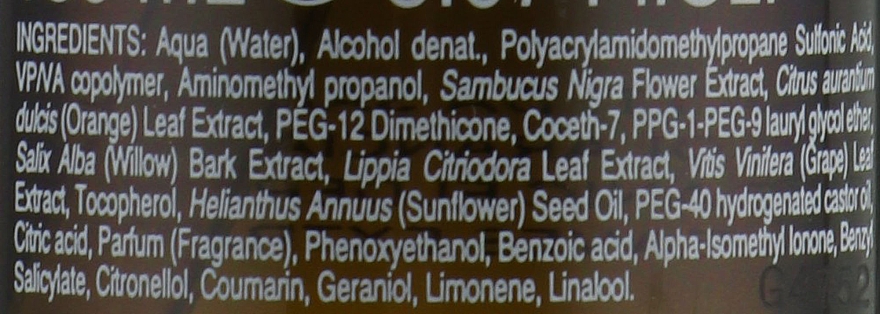 INGREDIENTS: Aqua (Water), Alcohol denat., Polyacrylamidomethylpropane Sulfonic Acid,
VP/VA copolymer, Aminomethyl propanol, Sambucus Nigra Flower Extract, Citrus aurantium
dulcis (Orange) Leaf Extract, PEG-12 Dimethicone, Coceth-7, PPG-1-PEG-9 lauryl glycol ether,
Salix Alba (Willow) Bark Extract, Lippia Citriodora Leaf Extract, Vitis Vinifera (Grape) Leaf
Extract, Tocopherol, Helianthus Annuus (Sunflower) Seed Oil, PEG-40 hydrogenated castor oil,
Citric acid, Parfum (Fragrance), Phenoxyethanol, Benzoic acid, Alpha-Isomethyl Ionone, Benzyl
Salicylate, Citronellol, Coumarin, Geraniol, Limonene, Linalool.